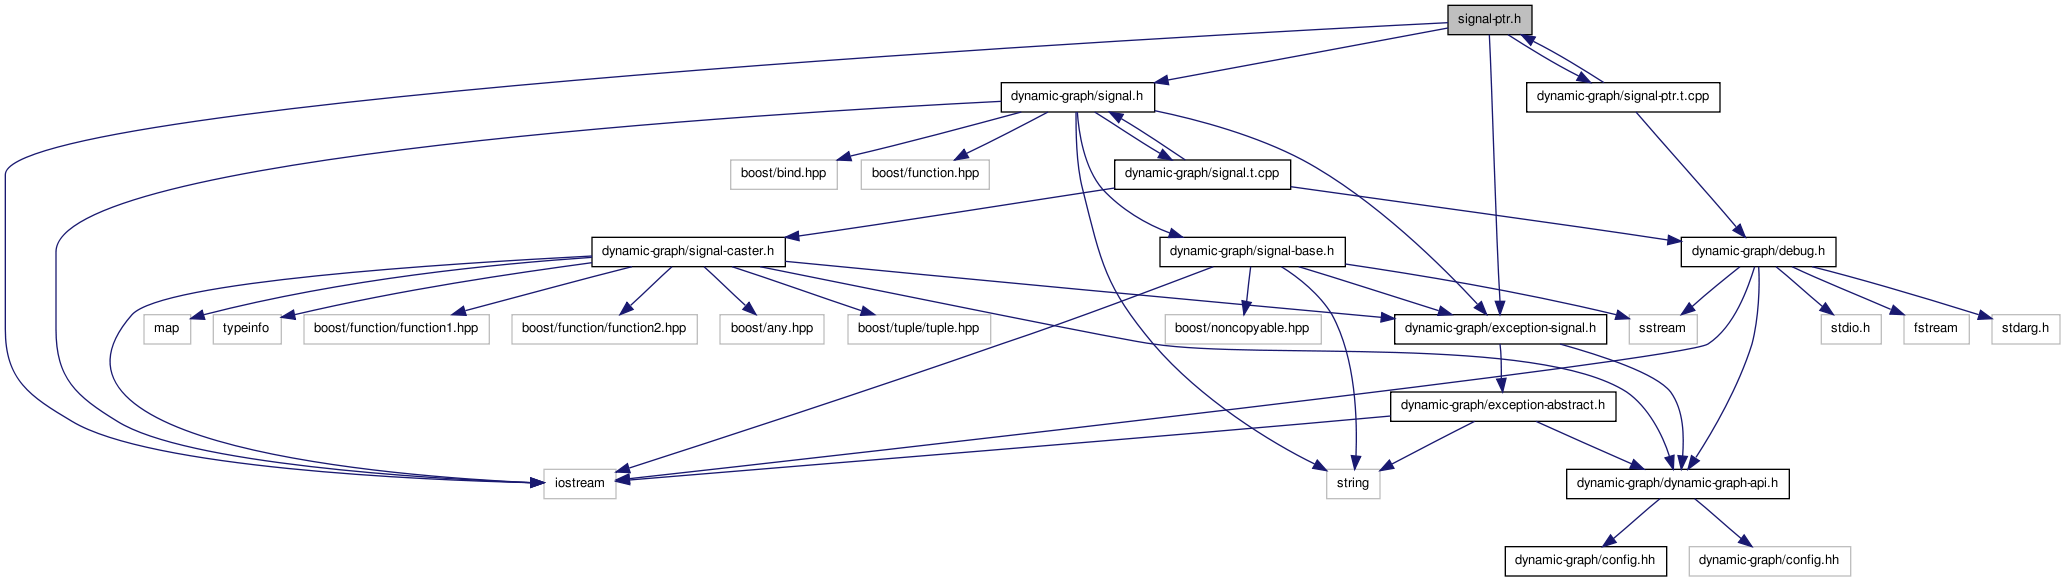 signal-ptr.h
dynamic-graph/signal.h
dynamic-graph/signal-ptr.t.cpp
boost/bind.hpp
boost/function.hpp
dynamic-graph/signal.t.cpp
dynamic-graph/signal-caster.h
dynamic-graph/signal-base.h
dynamic-graph/debug.h
map
typeinfo
boost/function/function1.hpp
boost/function/function2.hpp
boost/any.hpp
boost/tuple/tuple.hpp
boost/noncopyable.hpp
dynamic-graph/exception-signal.h
sstream
stdio.h
fstream
stdarg.h
dynamic-graph/exception-abstract.h
iostream
string
dynamic-graph/dynamic-graph-api.h
dynamic-graph/config.hh
dynamic-graph/config.hh